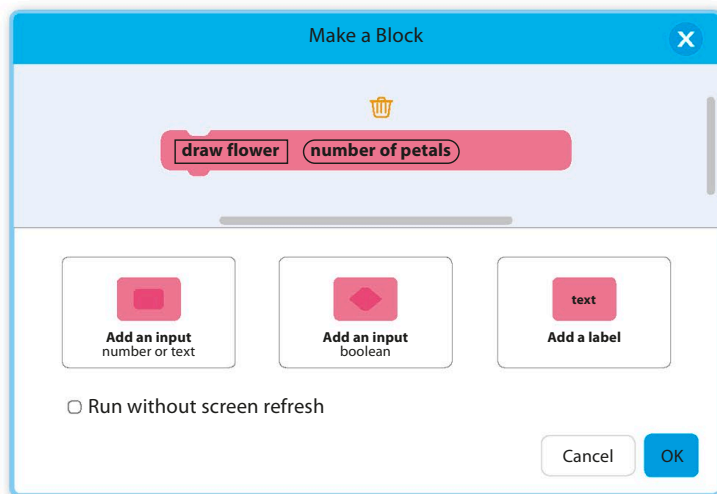 Make a Block
X
draw flower number of petals
Add an input
number or text
Add an input
boolean
text
Add a label
Run without screen refresh
Cancel OK